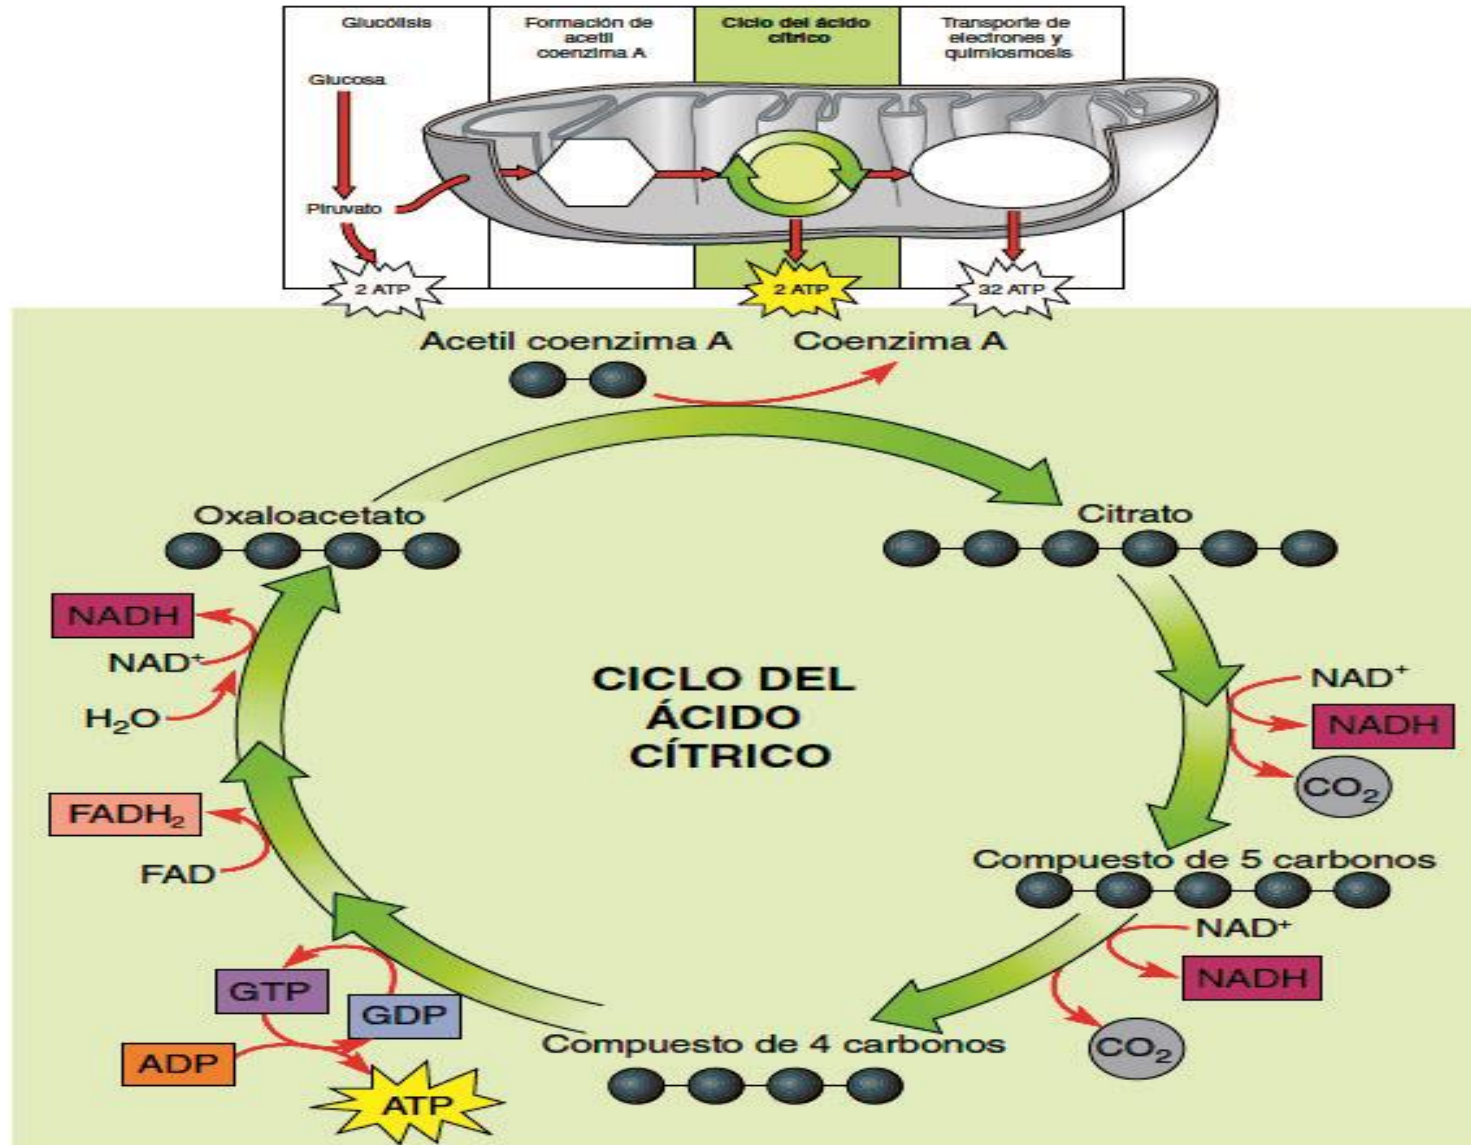 Glucólisis
Formación de
acetil
coenzima A
Ciclo del ácido
cítrico
Transporte de
electrones y
quimiosmosis
Glucosa
Piruvato
2 ATP
2 ATP
32 ATP
Acetil coenzima A
Coenzima A
Oxaloacetato
Citrato
NADH
NAD⁺
H₂O
CICLO DEL
ÁCIDO
CÍTRICO
NAD⁺
NADH
CO₂
FADH₂
FAD
Compuesto de 5 carbonos
NAD⁺
NADH
GTP
GDP
Compuesto de 4 carbonos
CO₂
ADP
ATP